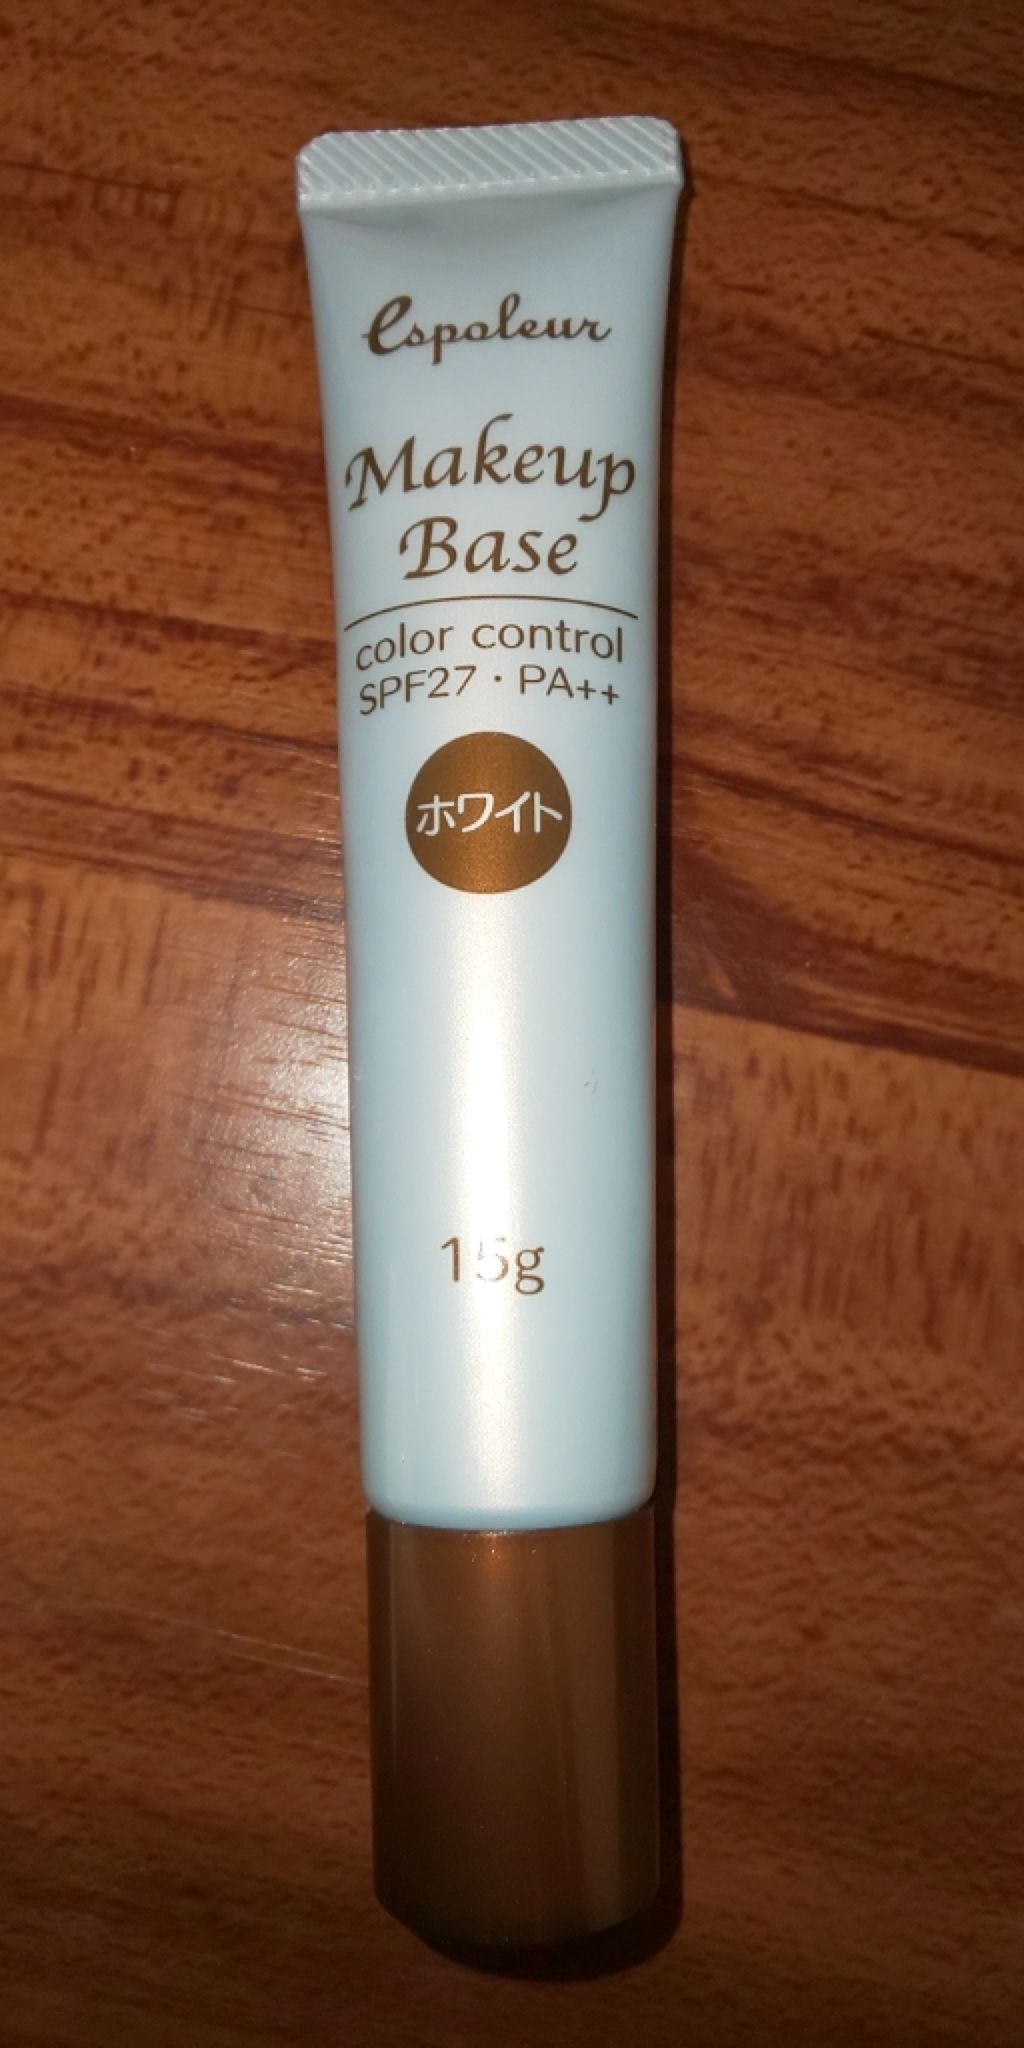 espoleur
Makeup
Base
color control
SPF27・PA++
ホワイト
15g